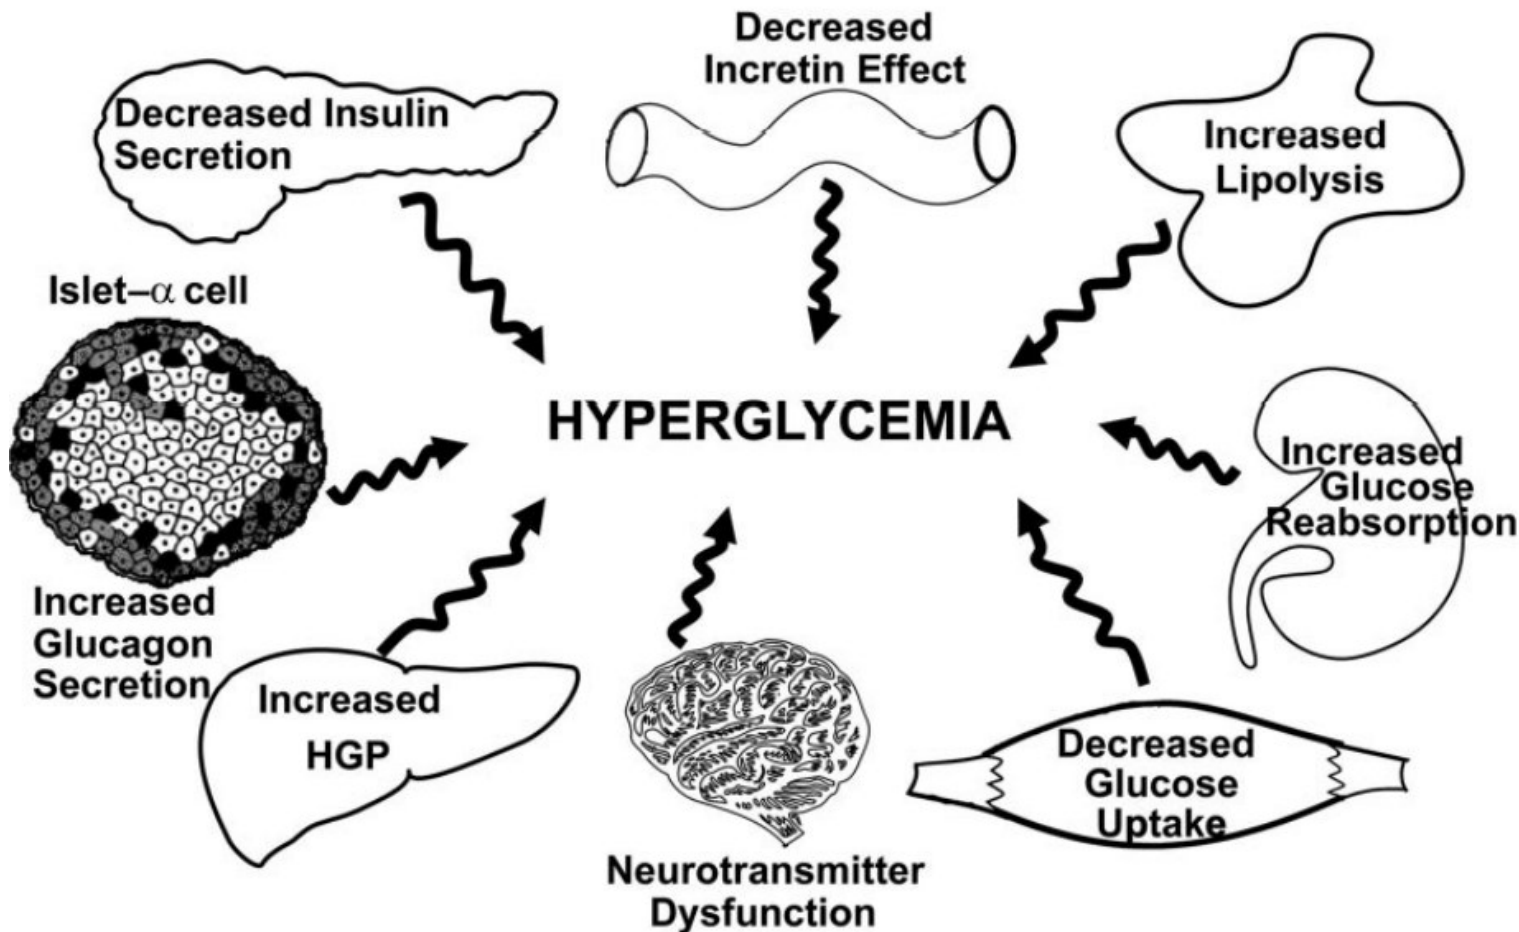 Decreased Insulin
Secretion
Decreased
Incretin Effect
Increased
Lipolysis
Islet–α cell
HYPERGLYCEMIA
Increased
Glucose
Reabsorption
Increased
Glucagon
Secretion
Increased
HGP
Neurotransmitter
Dysfunction
Decreased
Glucose
Uptake